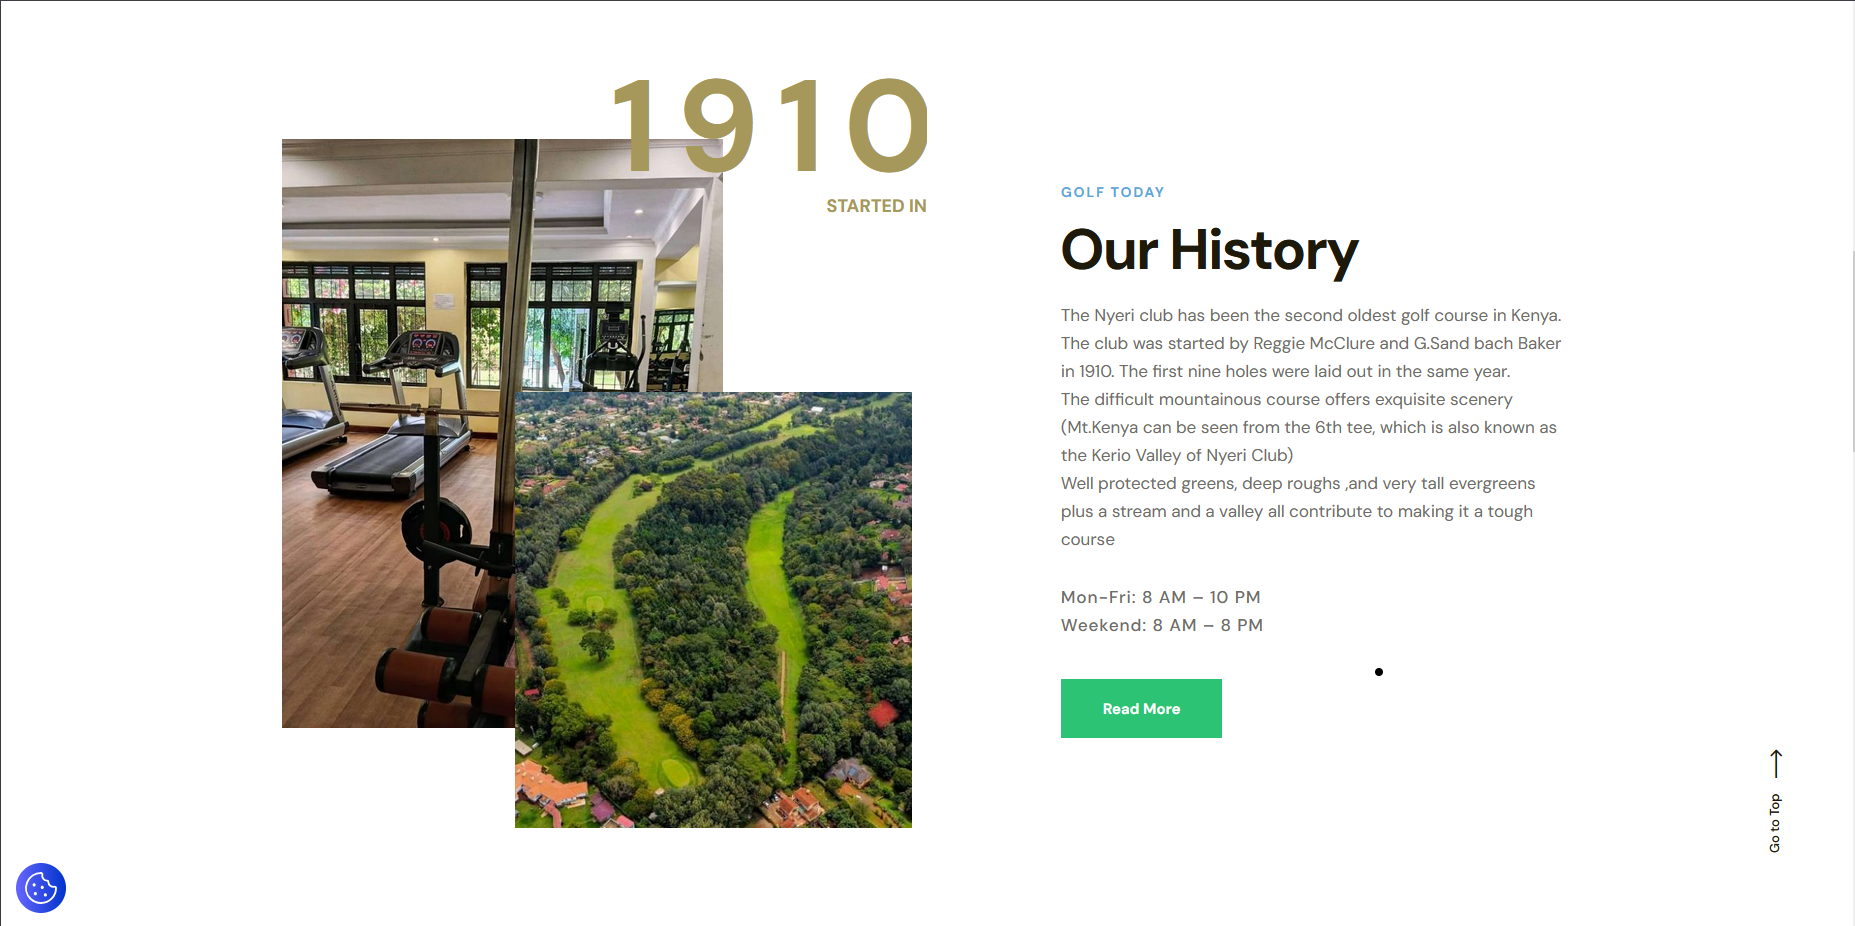 1910
STARTED IN
GOLF TODAY
Our History
The Nyeri club has been the second oldest golf course in Kenya.
The club was started by Reggie McClure and G.Sand bach Baker
in 1910. The first nine holes were laid out in the same year.
The difficult mountainous course offers exquisite scenery
(Mt.Kenya can be seen from the 6th tee, which is also known as
the Kerio Valley of Nyeri Club)
Well protected greens, deep roughs ,and very tall evergreens
plus a stream and a valley all contribute to making it a tough
course
Mon-Fri: 8 AM – 10 PM
Weekend: 8 AM – 8 PM
Read More
Go to Top